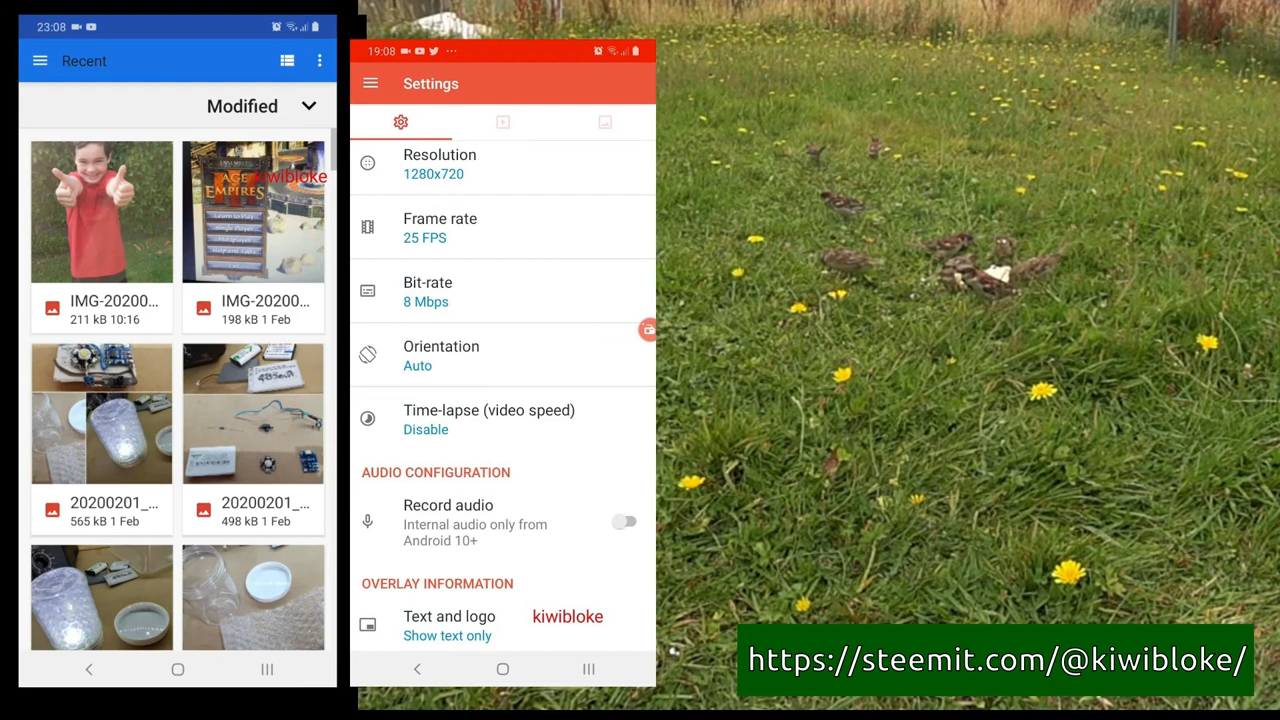 23:08
Recent
Modified
kiwibloke
AGE
EMPIRES
IMG-20200...
211 kB 10:16
IMG-20200...
198 kB 1 Feb
20200201_...
565 kB 1 Feb
20200201_...
498 kB 1 Feb
19:08
Settings
Resolution
1280x720
Frame rate
25 FPS
Bit-rate
8 Mbps
Orientation
Auto
Time-lapse (video speed)
Disable
AUDIO CONFIGURATION
Record audio
Internal audio only from
Android 10+
OVERLAY INFORMATION
Text and logo
kiwibloke
Show text only
https://steemit.com/@kiwibloke/